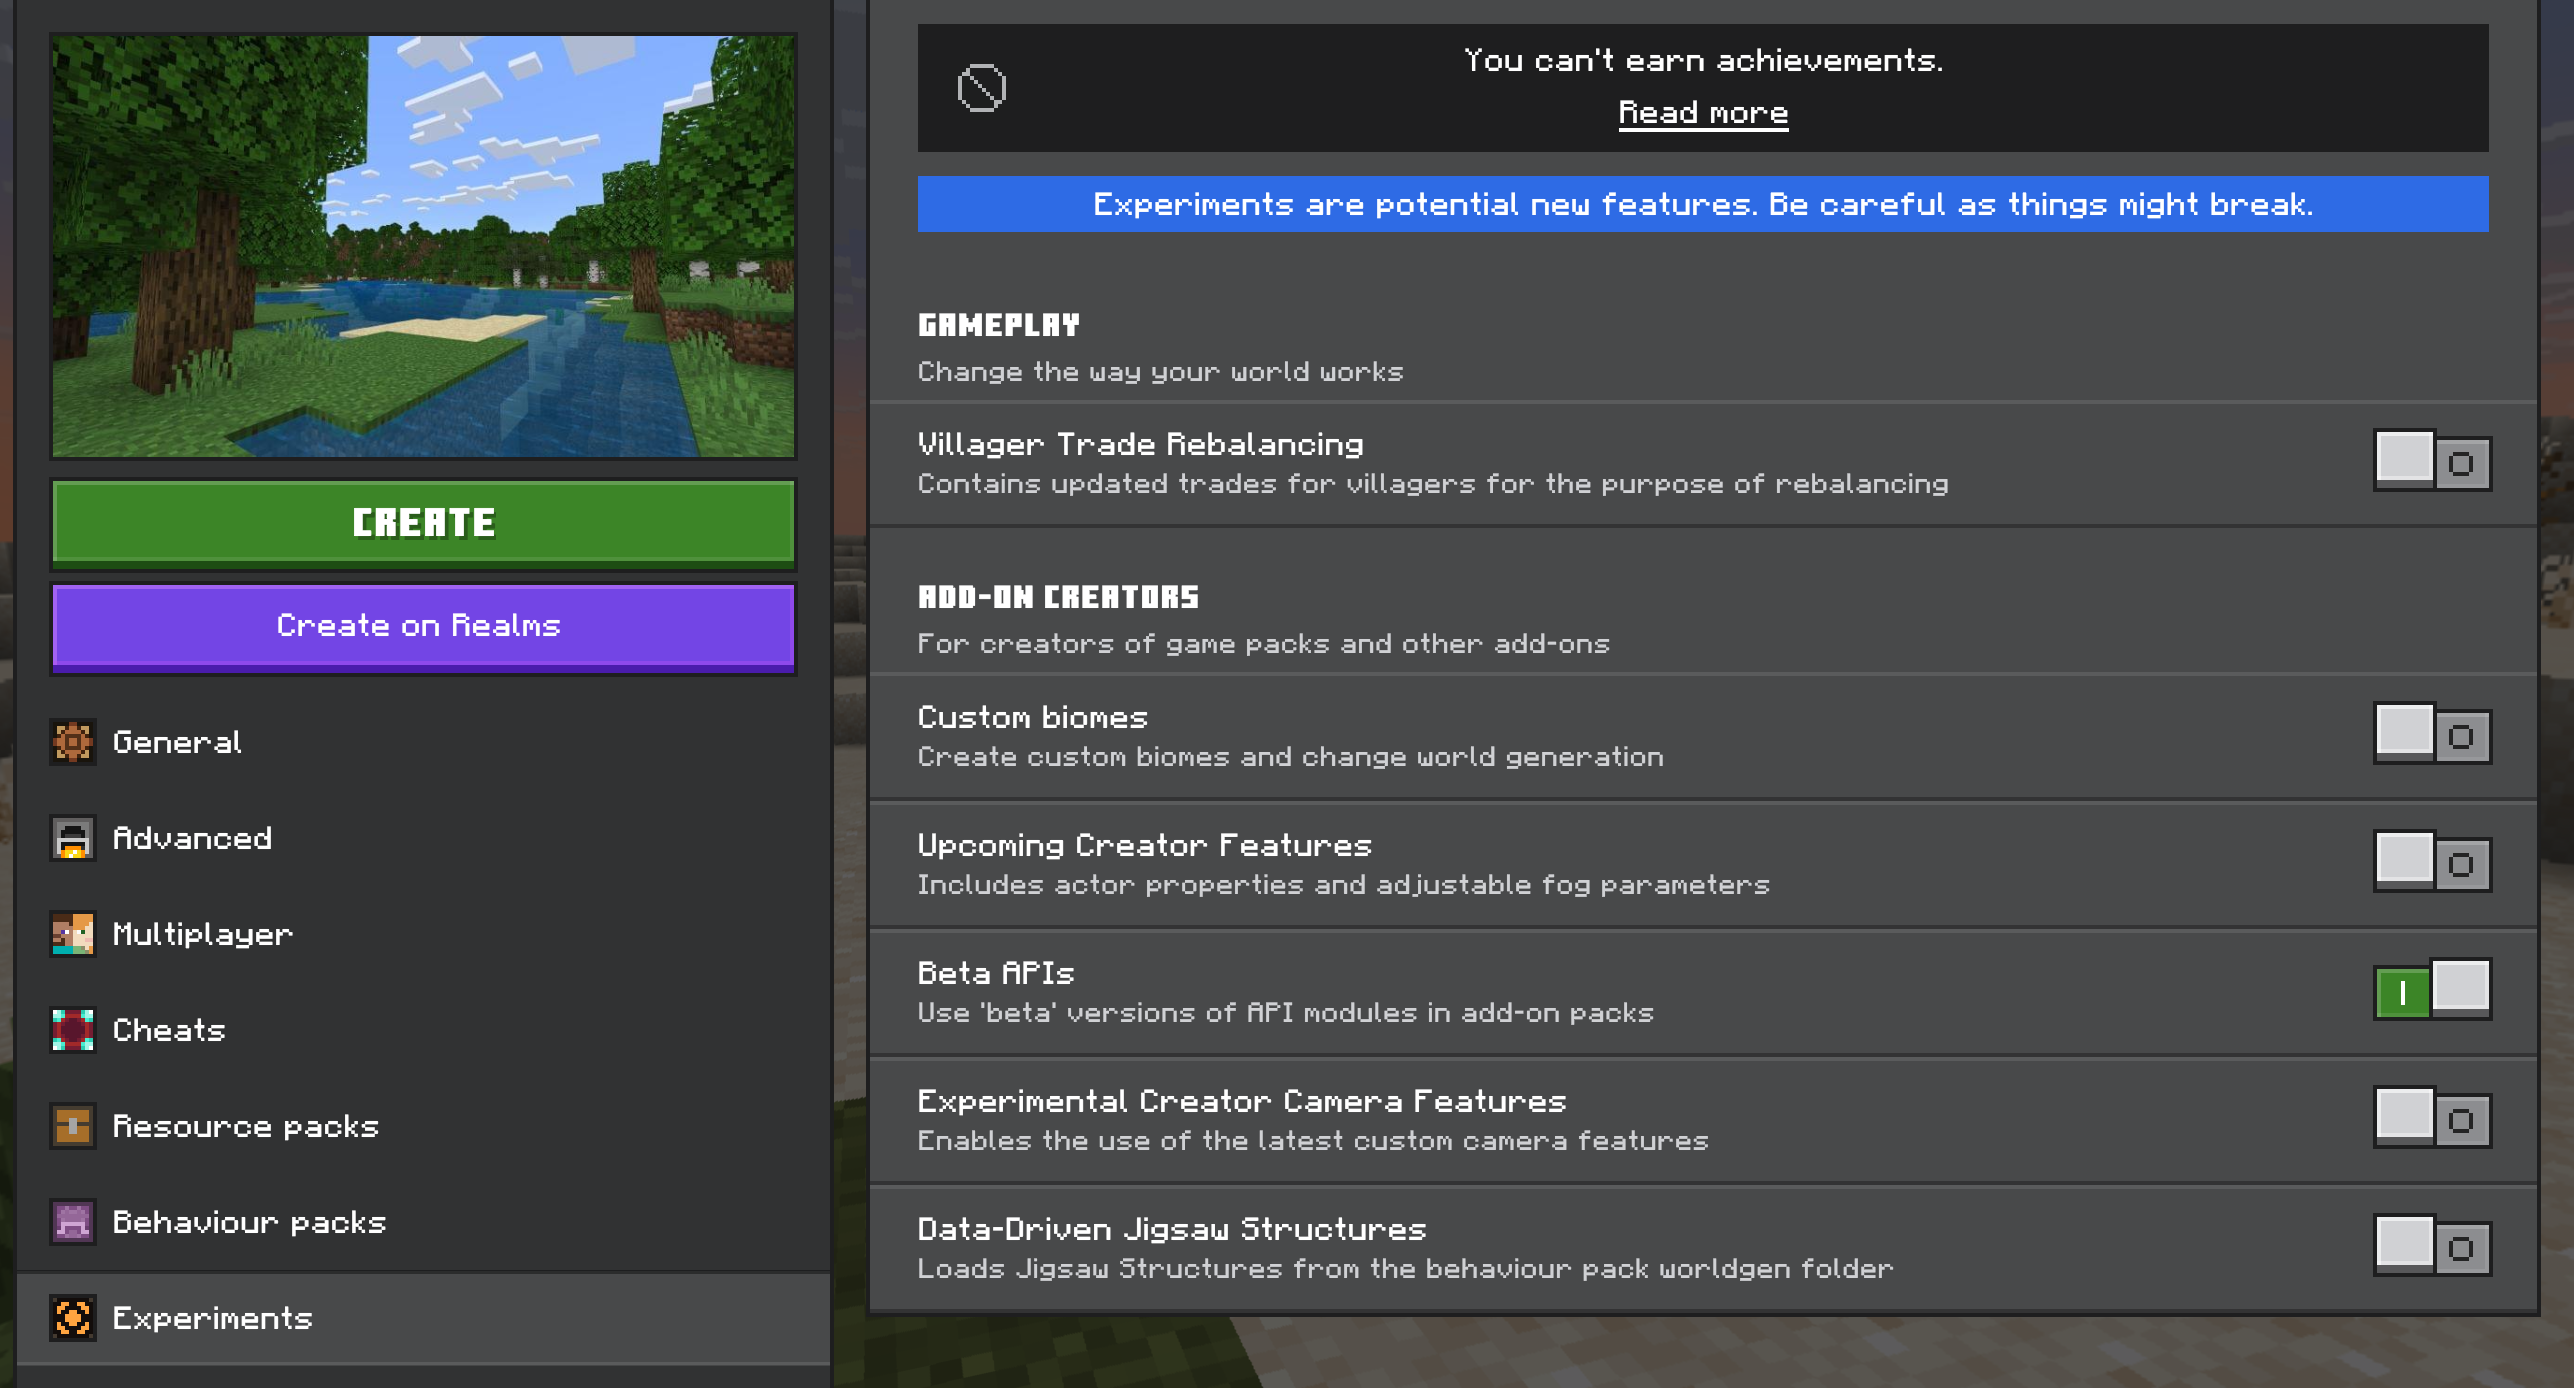 CREATE
Create on Realms
General
Advanced
Multiplayer
Cheats
Resource packs
Behaviour packs
Experiments
You can't earn achievements.
Read more
Experiments are potential new features. Be careful as things might break.
GAMEPLAY
Change the way your world works
Villager Trade Rebalancing
Contains updated trades for villagers for the purpose of rebalancing
ADD-ON CREATORS
For creators of game packs and other add-ons
Custom biomes
Create custom biomes and change world generation
Upcoming Creator Features
Includes actor properties and adjustable fog parameters
Beta APIs
Use 'beta' versions of API modules in add-on packs
Experimental Creator Camera Features
Enables the use of the latest custom camera features
Data-Driven Jigsaw Structures
Loads Jigsaw Structures from the behaviour pack worldgen folder